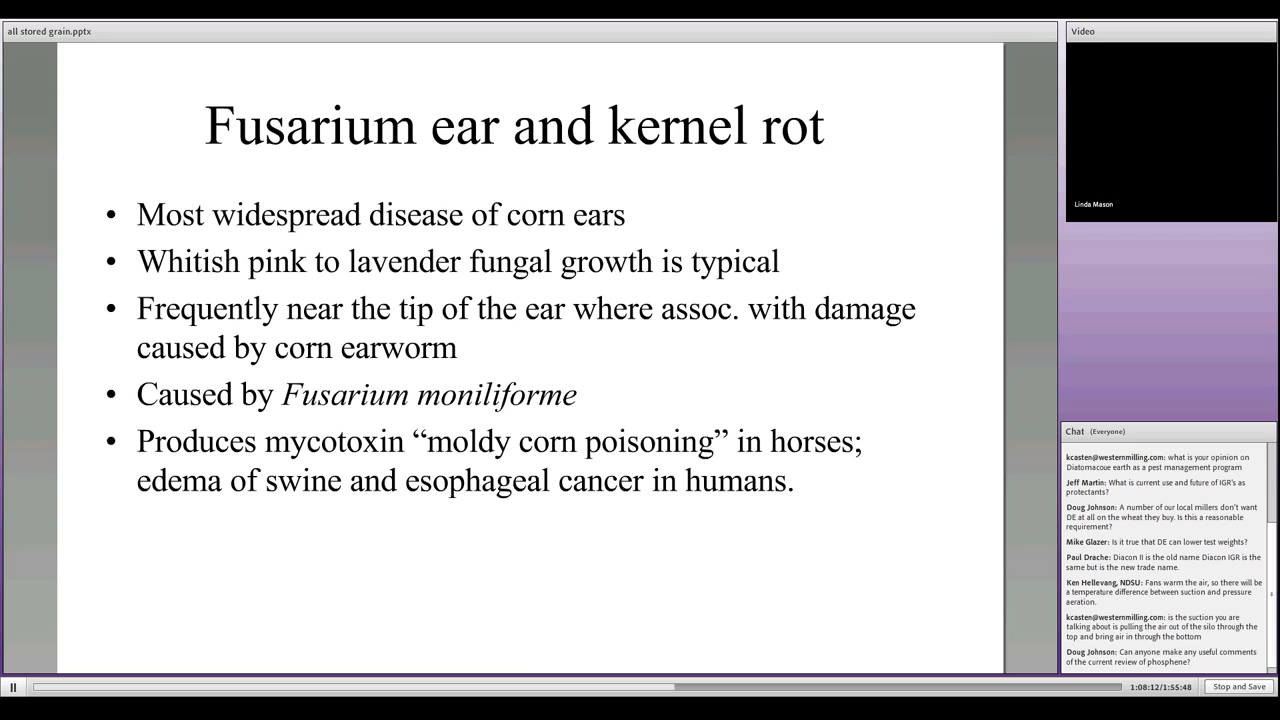 all stored grain.pptx
Fusarium ear and kernel rot
• Most widespread disease of corn ears
• Whitish pink to lavender fungal growth is typical
• Frequently near the tip of the ear where assoc. with damage
caused by corn earworm
• Caused by Fusarium moniliforme
• Produces mycotoxin “moldy corn poisoning” in horses;
edema of swine and esophageal cancer in humans.
Video
Linda Mason
Chat (Everyone)
kcasten@westernmilling.com: what is your opinion on
Diatomacoue earth as a pest management program
Jeff Martin: What is current use and future of IGR's as
protectants?
Doug Johnson: A number of our local millers don't want
DE at all on the wheat they buy. Is this a reasonable
requirement?
Mike Glazer: Is it true that DE can lower test weights?
Paul Drache: Diacon II is the old name Diacon IGR is the
same but is the new trade name.
Ken Hellevang, NDSU: Fans warm the air, so there will be
a temperature difference between suction and pressure
aeration.
kcasten@westernmilling.com: is the suction you are
talking about is pulling the air out of the silo through the
top and bring air in through the bottom
Doug Johnson: Can anyone make any useful comments
of the current review of phosphene?
1:08:12/1:55:48
Stop and Save